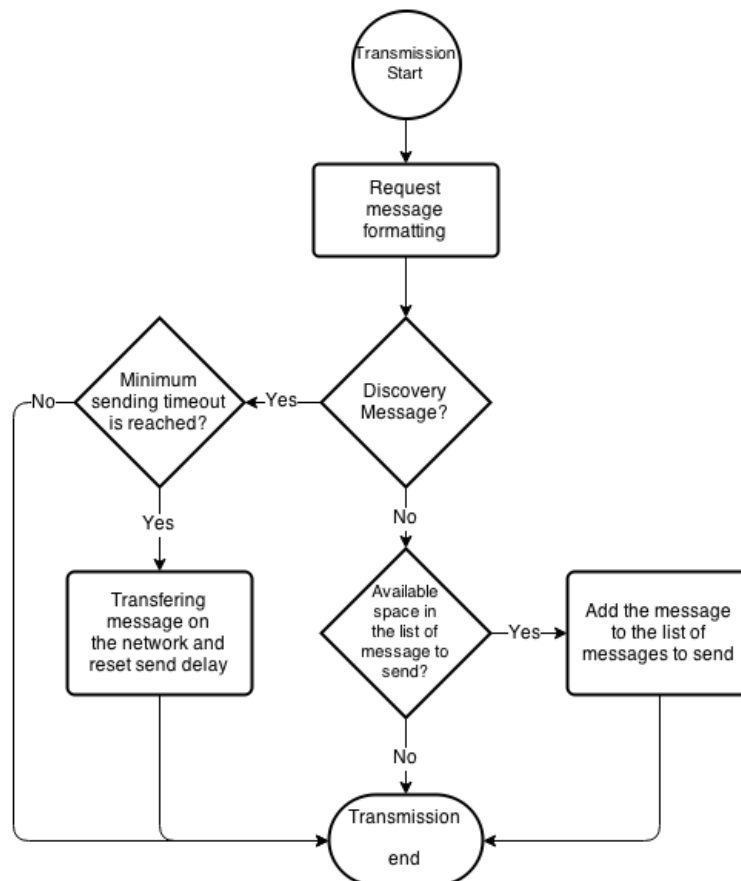 Transmission
Start
Request
message
formatting
Minimum
sending timeout
is reached?
No
Yes
Discovery
Message?
Yes
No
Transfering
message on
the network and
reset send delay
Available
space in
the list of
message to
send?
Yes
Add the message
to the list of
messages to send
No
Transmission
end